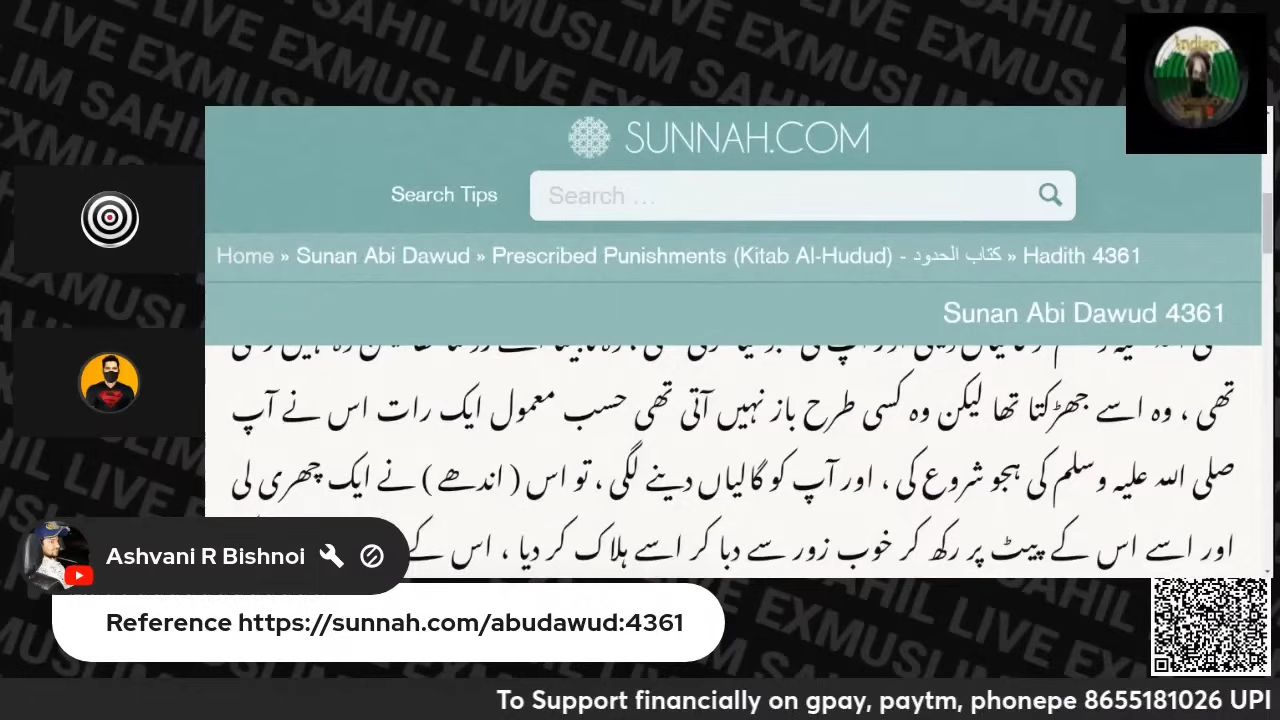 SUNNAH.COM
Search Tips
Search ...
Home » Sunan Abi Dawud » Prescribed Punishments (Kitab Al-Hudud) - كتاب الحدود » Hadith 4361
Sunan Abi Dawud 4361
تھی ، وہ اسے جھڑکتا تھا لیکن وہ کسی طرح باز نہیں آتی تھی حسب معمول ایک رات اس نے آپ
صلی اللہ علیہ وسلم کی ہجو شروع کی ، اور آپ کو گالیاں دینے لگی ، تو اس ( اندھے ) نے ایک چھری لی
اور اسے اس کے پیٹ پر رکھ کر خوب زور سے دبا کر اسے ہلاک کر دیا ، اس کے
Ashvani R Bishnoi
Reference https://sunnah.com/abudawud:4361
To Support financially on gpay, paytm, phonepe 8655181026 UPI